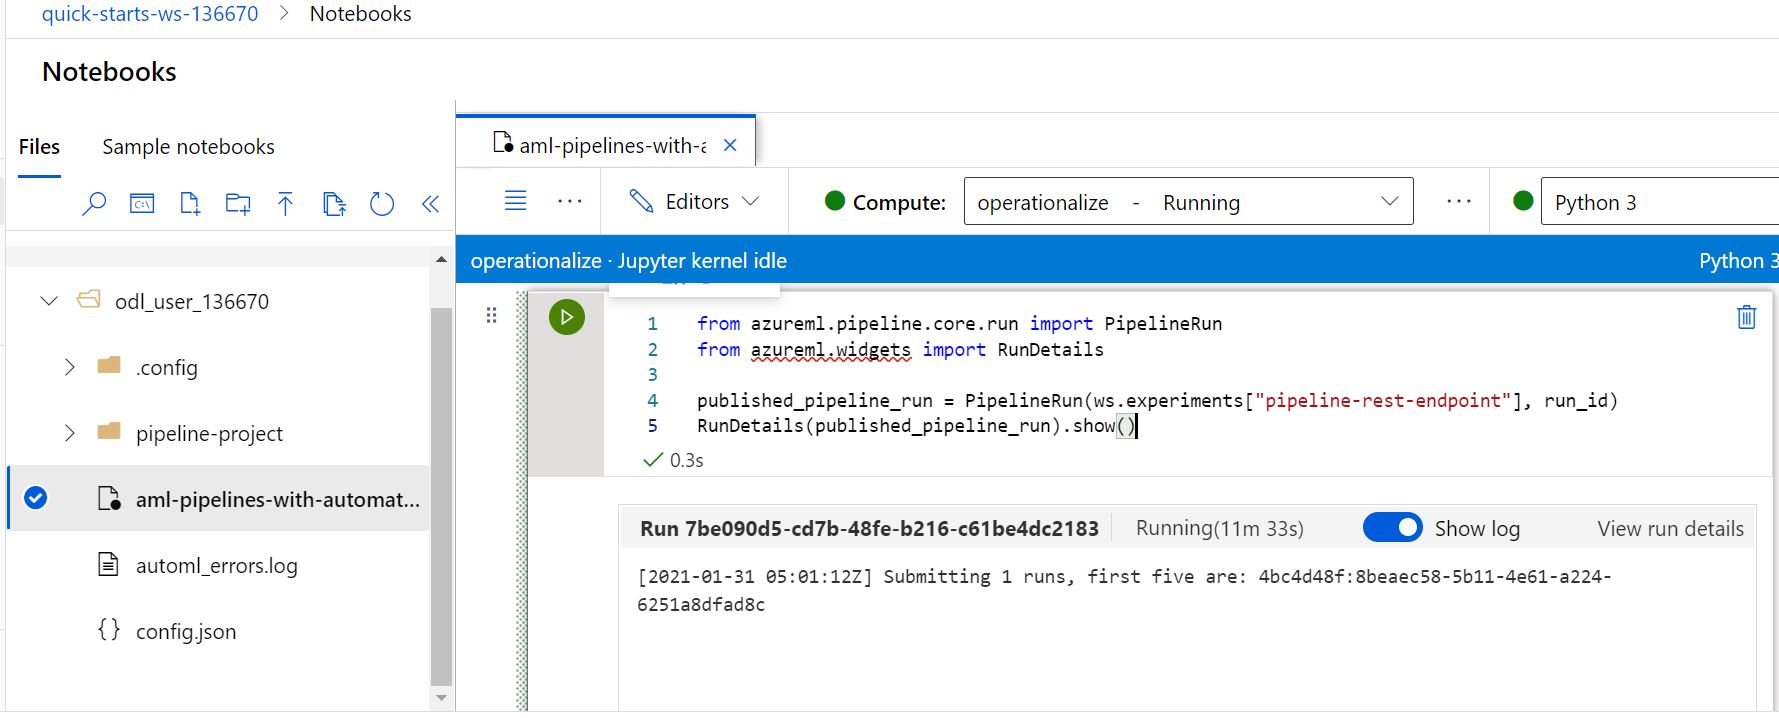 quick-starts-ws-136670 > Notebooks
Notebooks
Files Sample notebooks
odl_user_136670
.config
pipeline-project
aml-pipelines-with-automat...
automl_errors.log
config.json
aml-pipelines-with-a
Editors
Compute: operationalize - Running
Python 3
operationalize · Jupyter kernel idle
Python 3
1 from azureml.pipeline.core.run import PipelineRun
2 from azureml.widgets import RunDetails
3
4 published_pipeline_run = PipelineRun(ws.experiments["pipeline-rest-endpoint"], run_id)
5 RunDetails(published_pipeline_run).show()
0.3s
Run 7be090d5-cd7b-48fe-b216-c61be4dc2183 Running(11m 33s) Show log View run details
[2021-01-31 05:01:12Z] Submitting 1 runs, first five are: 4bc4d48f:8beaec58-5b11-4e61-a224-
6251a8dfad8c